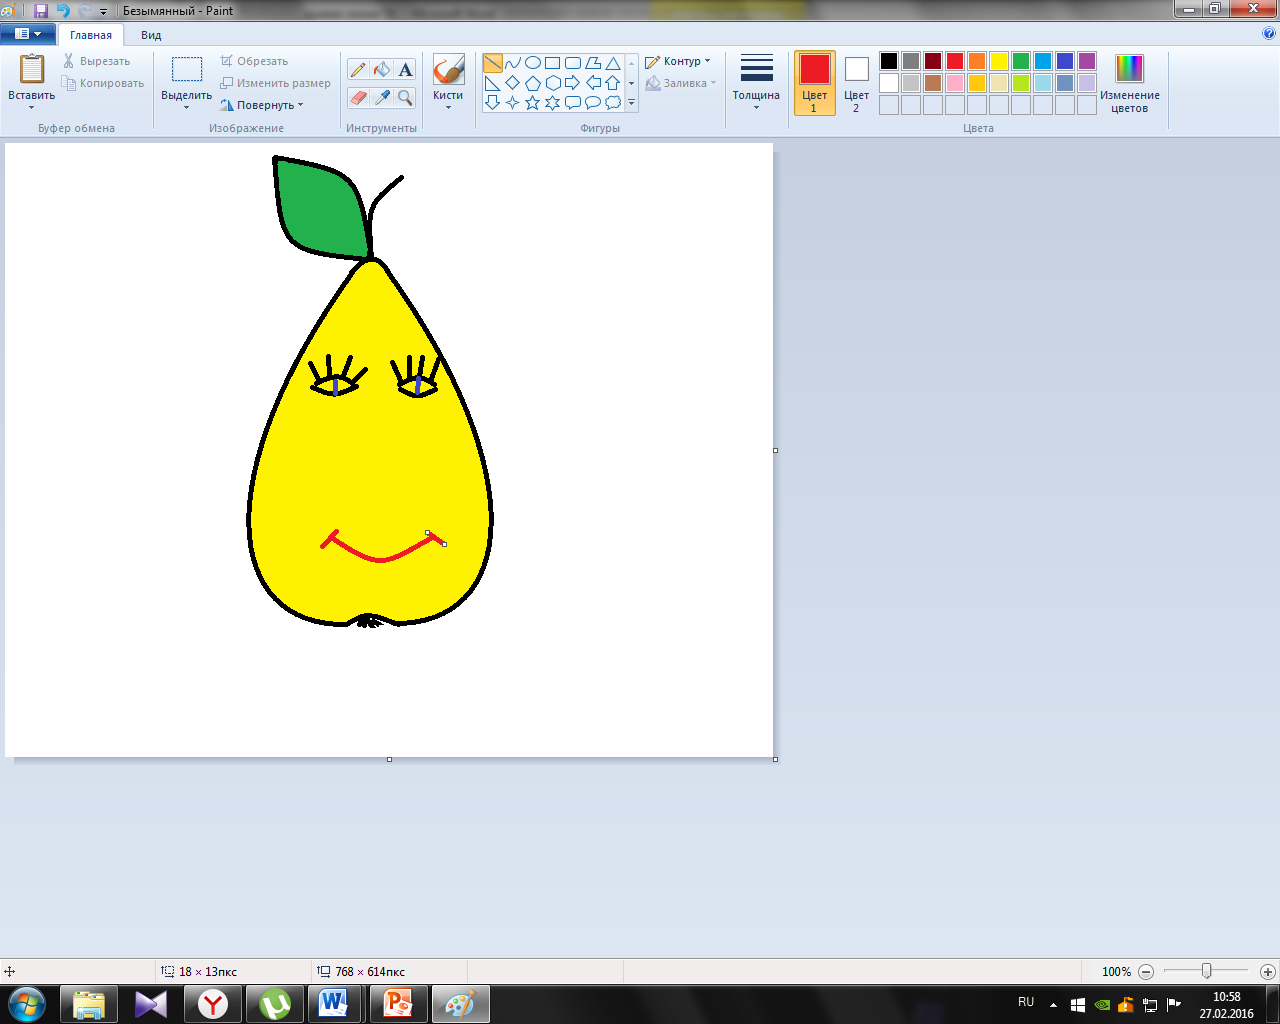 Безымянный - Paint
Главная Вид
Вставить
Вырезать
Копировать
Буфер обмена
Выделить
Обрезать
Изменить размер
Повернуть
Изображение
A
Инструменты
Кисти
Фигуры
Контур
Заливка
Толщина
Цвет
1
Цвет
2
Цвета
Изменение
цветов
18 × 13пкс
768 × 614пкс
100%
RU
10:58
27.02.2016